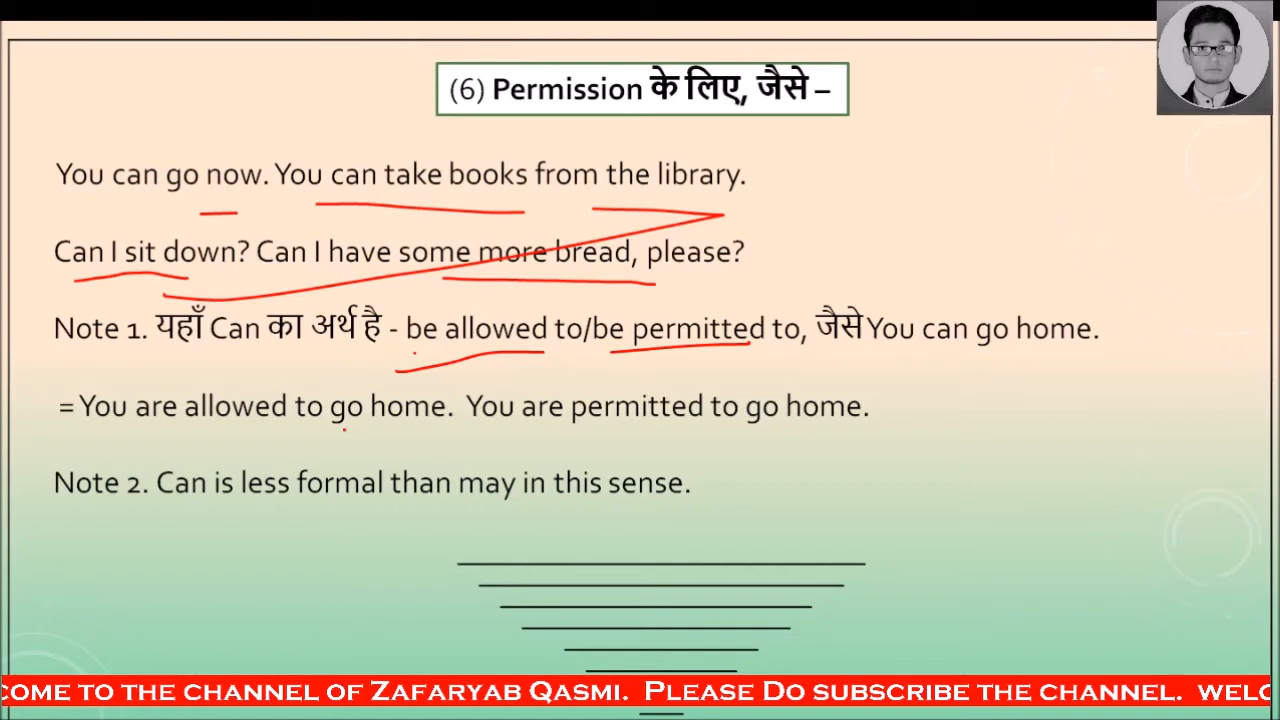 (6) Permission के लिए, जैसे –
You can go now. You can take books from the library.
Can I sit down? Can I have some more bread, please?
Note 1. यहाँ Can का अर्थ है - be allowed to/be permitted to, जैसे You can go home.
= You are allowed to go home. You are permitted to go home.
Note 2. Can is less formal than may in this sense.
COME TO THE CHANNEL OF ZAFARYAB QASMI. PLEASE DO SUBSCRIBE THE CHANNEL. WELC